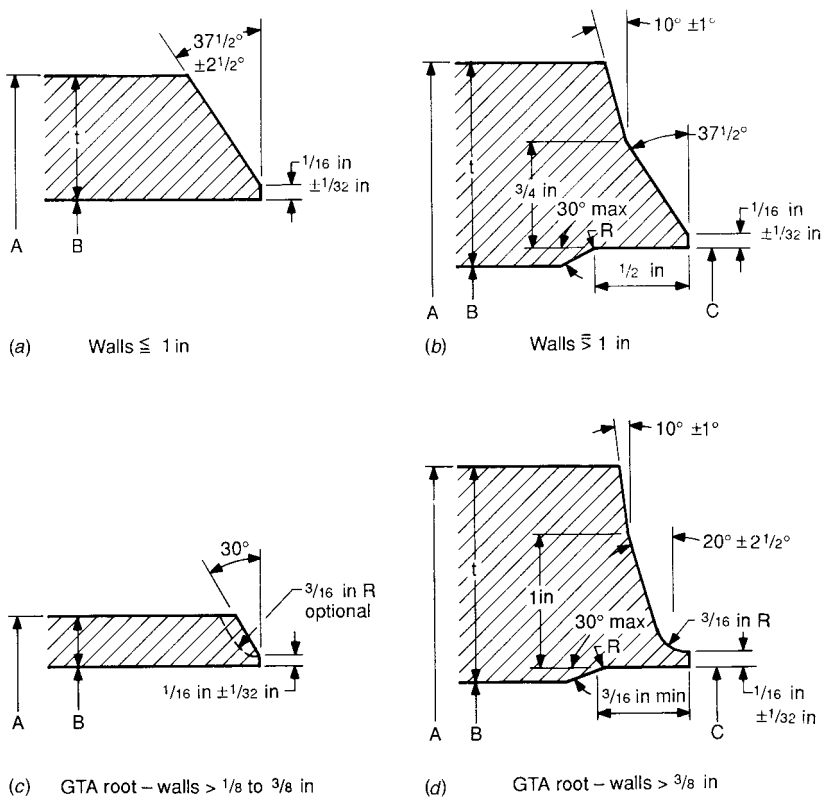 37 1/2°
±2 1/2°
t
1/16 in
±1/32 in
A
B
(a) Walls ≦ 1 in
10° ±1°
37 1/2°
t
3/4 in
30° max
R
1/16 in
±1/32 in
1/2 in
A
B
C
(b) Walls ⋝ 1 in
30°
3/16 in R
optional
t
1/16 in ±1/32 in
A
B
(c) GTA root – walls > 1/8 to 3/8 in
10° ±1°
20° ±2 1/2°
t
1in
30° max
R
3/16 in R
3/16 in min
1/16 in
±1/32 in
A
B
C
(d) GTA root – walls > 3/8 in